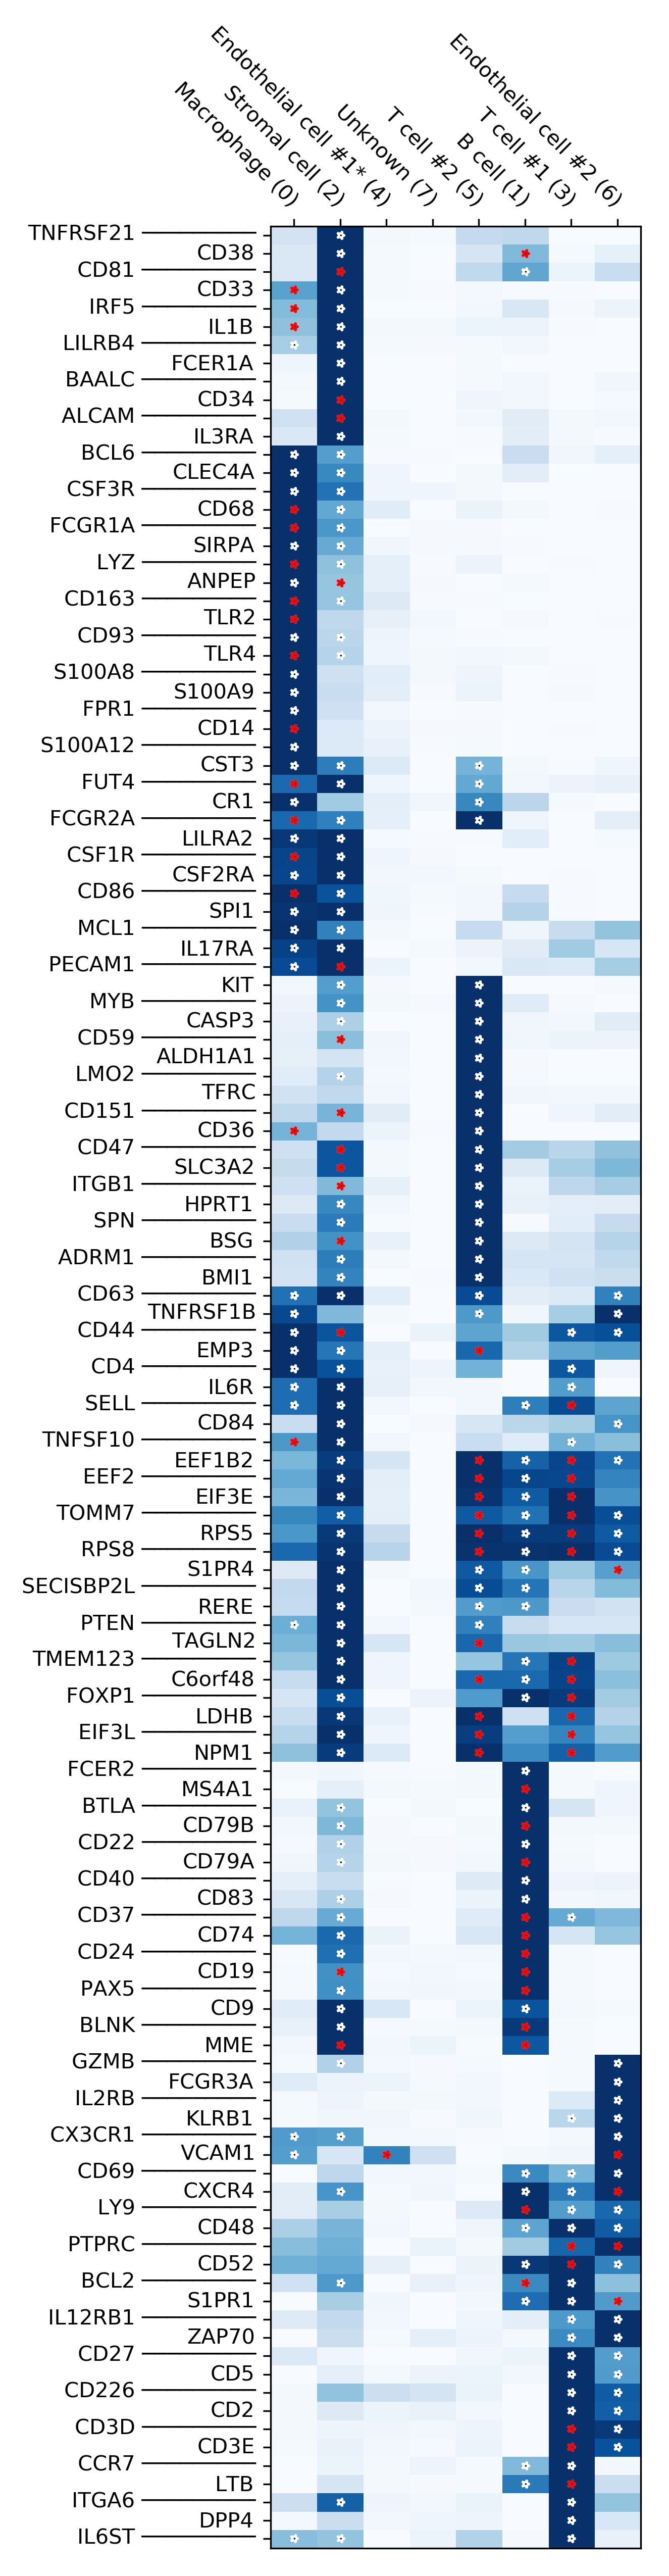 Endothelial cell #2 (6)
T cell #1 (3)
B cell (1)
T cell #2 (5)
Unknown (7)
Endothelial cell #1* (4)
Stromal cell (2)
Macrophage (0)
TNFRSF21
CD38
CD81
CD33
IRF5
IL1B
LILRB4
FCER1A
BAALC
CD34
ALCAM
IL3RA
BCL6
CLEC4A
CSF3R
CD68
FCGR1A
SIRPA
LYZ
ANPEP
CD163
TLR2
CD93
TLR4
S100A8
S100A9
FPR1
CD14
S100A12
CST3
FUT4
CR1
FCGR2A
LILRA2
CSF1R
CSF2RA
CD86
SPI1
MCL1
IL17RA
PECAM1
KIT
MYB
CASP3
CD59
ALDH1A1
LMO2
TFRC
CD151
CD36
CD47
SLC3A2
ITGB1
HPRT1
SPN
BSG
ADRM1
BMI1
CD63
TNFRSF1B
CD44
EMP3
CD4
IL6R
SELL
CD84
TNFSF10
EEF1B2
EEF2
EIF3E
TOMM7
RPS5
RPS8
S1PR4
SECISBP2L
RERE
PTEN
TAGLN2
TMEM123
C6orf48
FOXP1
LDHB
EIF3L
NPM1
FCER2
MS4A1
BTLA
CD79B
CD22
CD79A
CD40
CD83
CD37
CD74
CD24
CD19
PAX5
CD9
BLNK
MME
GZMB
FCGR3A
IL2RB
KLRB1
CX3CR1
VCAM1
CD69
CXCR4
LY9
CD48
PTPRC
CD52
BCL2
S1PR1
IL12RB1
ZAP70
CD27
CD5
CD226
CD2
CD3D
CD3E
CCR7
LTB
ITGA6
DPP4
IL6ST